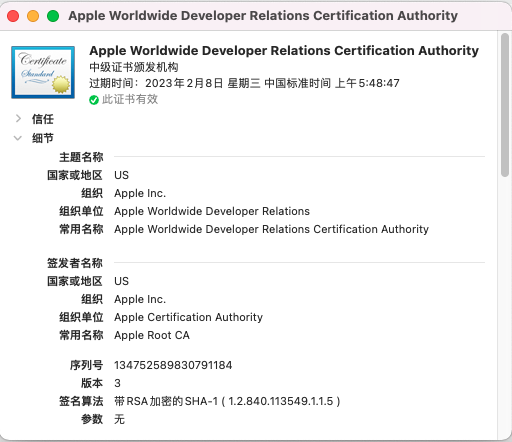 Apple Worldwide Developer Relations Certification Authority
Certificate
Standard
Apple Worldwide Developer Relations Certification Authority
中级证书颁发机构
过期时间：2023年2月8日 星期三 中国标准时间 上午5:48:47
此证书有效
信任
细节
主题名称
国家或地区 US
组织 Apple Inc.
组织单位 Apple Worldwide Developer Relations
常用名称 Apple Worldwide Developer Relations Certification Authority
签发者名称
国家或地区 US
组织 Apple Inc.
组织单位 Apple Certification Authority
常用名称 Apple Root CA
序列号 134752589830791184
版本 3
签名算法 带RSA加密的SHA-1 ( 1.2.840.113549.1.1.5 )
参数 无